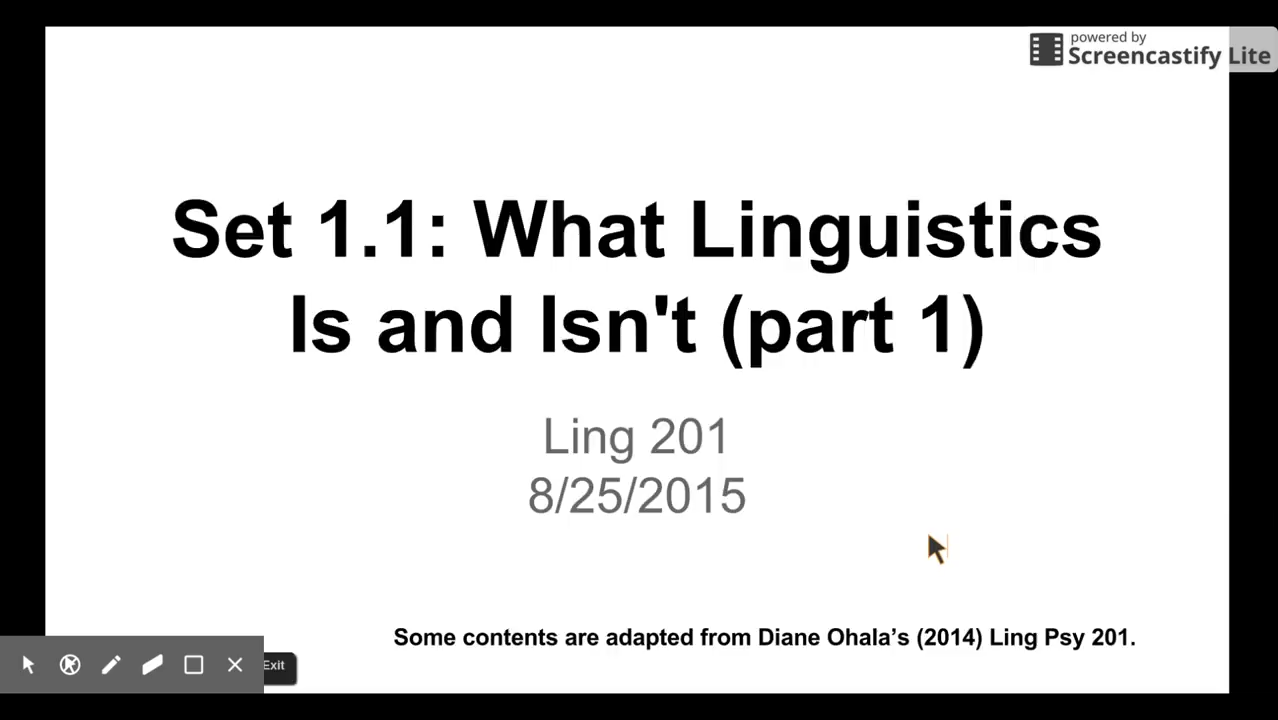 powered by
Screencastify Lite
Set 1.1: What Linguistics
Is and Isn't (part 1)
Ling 201
8/25/2015
Some contents are adapted from Diane Ohala’s (2014) Ling Psy 201.
Exit